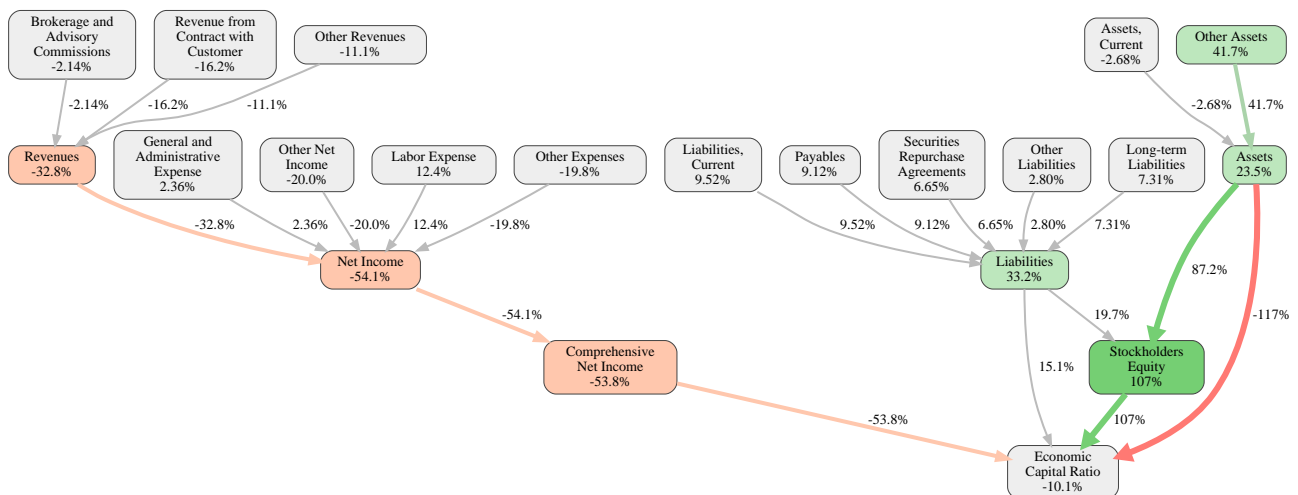 Brokerage and
Advisory
Commissions
-2.14%
Revenue from
Contract with
Customer
-16.2%
Other Revenues
-11.1%
Assets,
Current
-2.68%
Other Assets
41.7%
-2.14%
-16.2%
-11.1%
-2.68%
41.7%
Revenues
-32.8%
General and
Administrative
Expense
2.36%
Other Net
Income
-20.0%
Labor Expense
12.4%
Other Expenses
-19.8%
Liabilities,
Current
9.52%
Payables
9.12%
Securities
Repurchase
Agreements
6.65%
Other
Liabilities
2.80%
Long-term
Liabilities
7.31%
Assets
23.5%
-32.8%
2.36%
-20.0%
12.4%
-19.8%
9.52%
9.12%
6.65%
2.80%
7.31%
Net Income
-54.1%
Liabilities
33.2%
87.2%
-54.1%
19.7%
-117%
Comprehensive
Net Income
-53.8%
15.1%
Stockholders
Equity
107%
-53.8%
107%
Economic
Capital Ratio
-10.1%